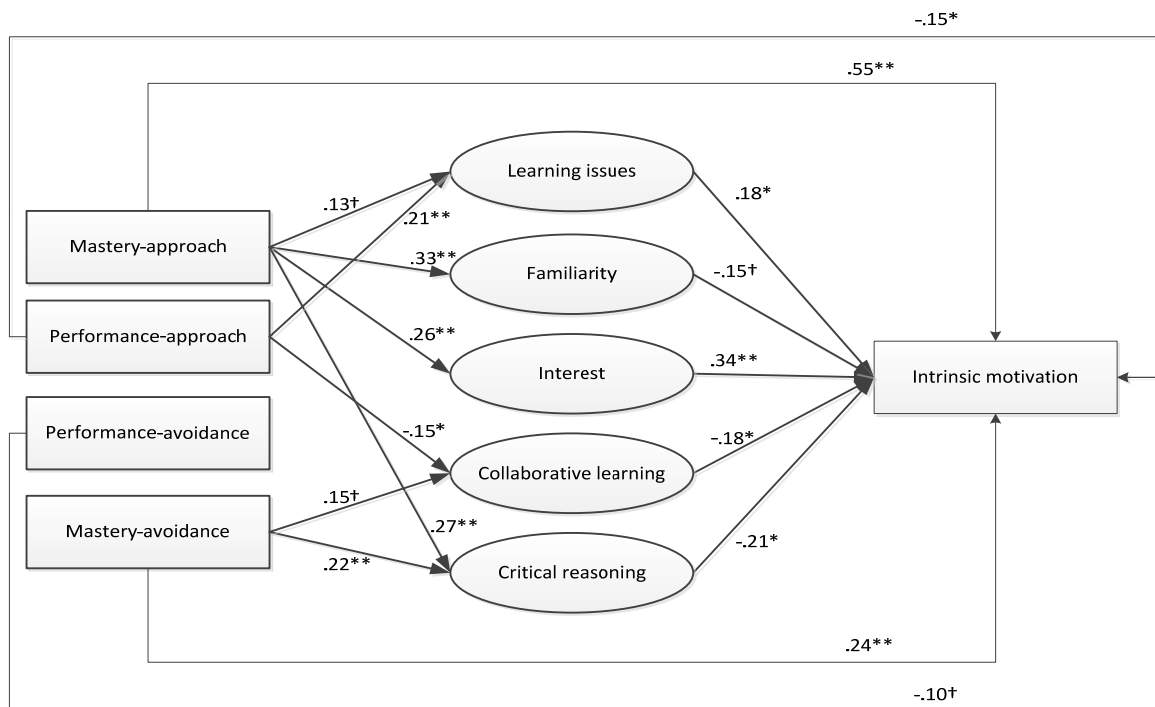 -.15*
.55**
Learning issues
.13†
.18*
.21**
Mastery-approach
.33**
Familiarity
-.15†
Performance-approach
.26**
Interest
.34**
Intrinsic motivation
Performance-avoidance
-.15*
Collaborative learning
-.18*
.15†
Mastery-avoidance
.27**
.22**
Critical reasoning
-.21*
.24**
-.10†